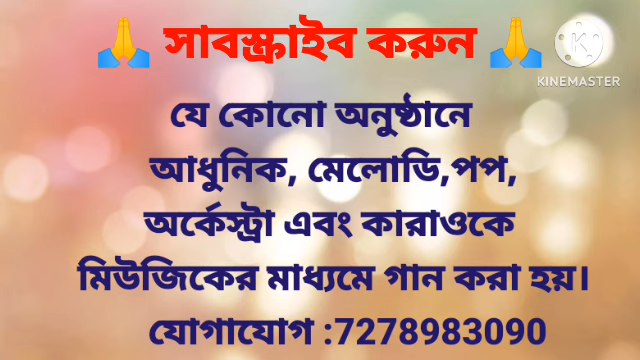 🙏 সাবস্ক্রাইব করুন 🙏
KINEMASTER
যে কোনো অনুষ্ঠানে
আধুনিক, মেলোডি,পপ,
অর্কেস্ট্রা এবং কারাওকে
মিউজিকের মাধ্যমে গান করা হয়।
যোগাযোগ :7278983090